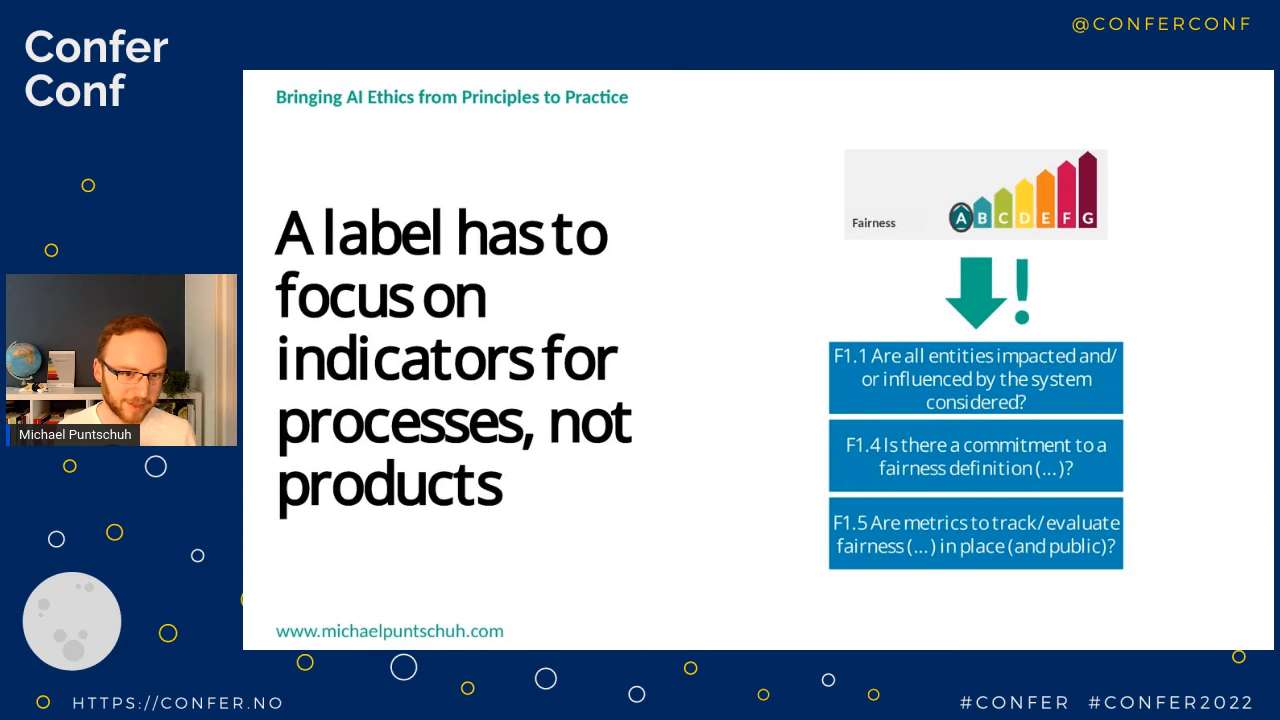 Confer
Conf
@CONFERCONF
Bringing AI Ethics from Principles to Practice
A label has to
focus on
indicators for
processes, not
products
Fairness
A B C D E F G
!
F1.1 Are all entities impacted and/
or influenced by the system
considered?
F1.4 Is there a commitment to a
fairness definition (...)?
F1.5 Are metrics to track/evaluate
fairness (...) in place (and public)?
Michael Puntschuh
www.michaelpuntschuh.com
HTTPS://CONFER.NO
#CONFER #CONFER2022